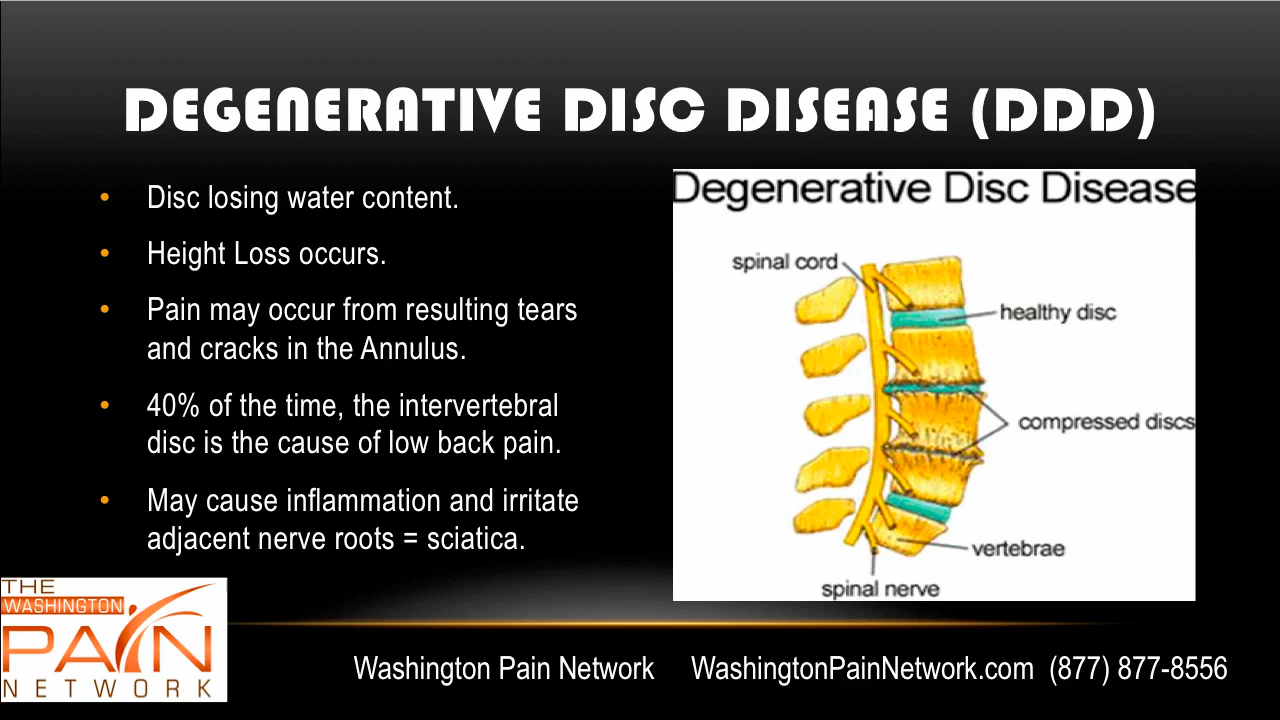 DEGENERATIVE DISC DISEASE (DDD)
• Disc losing water content.
• Height Loss occurs.
• Pain may occur from resulting tears
and cracks in the Annulus.
• 40% of the time, the intervertebral
disc is the cause of low back pain.
• May cause inflammation and irritate
adjacent nerve roots = sciatica.
Degenerative Disc Disease
spinal cord
healthy disc
compressed discs
vertebrae
spinal nerve
THE
WASHINGTON
PAIN
NETWORK
Washington Pain Network WashingtonPainNetwork.com (877) 877-8556